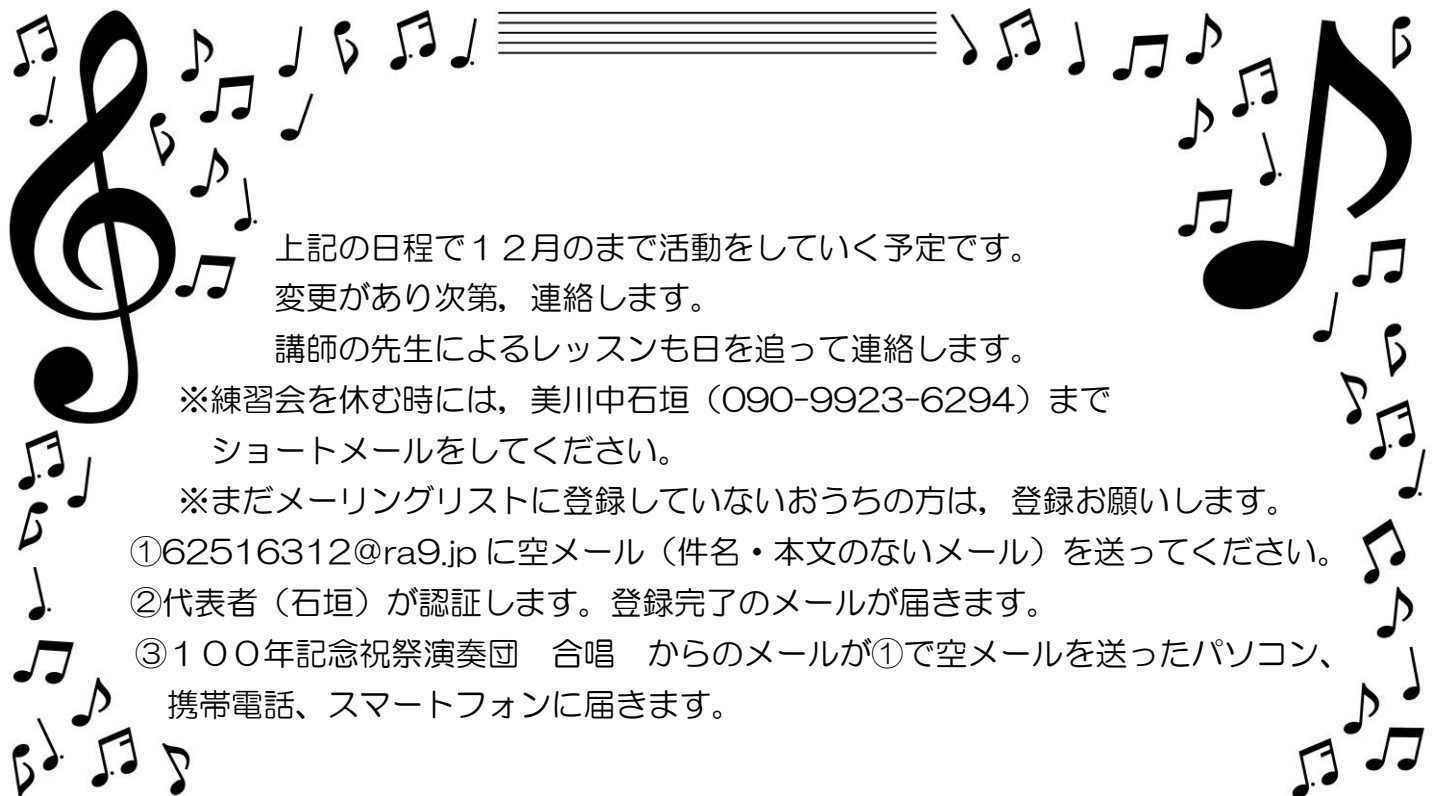 上記の日程で１２月のまで活動をしていく予定です。
変更があり次第，連絡します。
講師の先生によるレッスンも日を追って連絡します。
※練習会を休む時には，美川中石垣（090-9923-6294）まで
ショートメールをしてください。
※まだメーリングリストに登録していないおうちの方は，登録お願いします。
①62516312@ra9.jp に空メール（件名・本文のないメール）を送ってください。
②代表者（石垣）が認証します。登録完了のメールが届きます。
③１００年記念祝祭演奏団　合唱　からのメールが①で空メールを送ったパソコン、
携帯電話、スマートフォンに届きます。